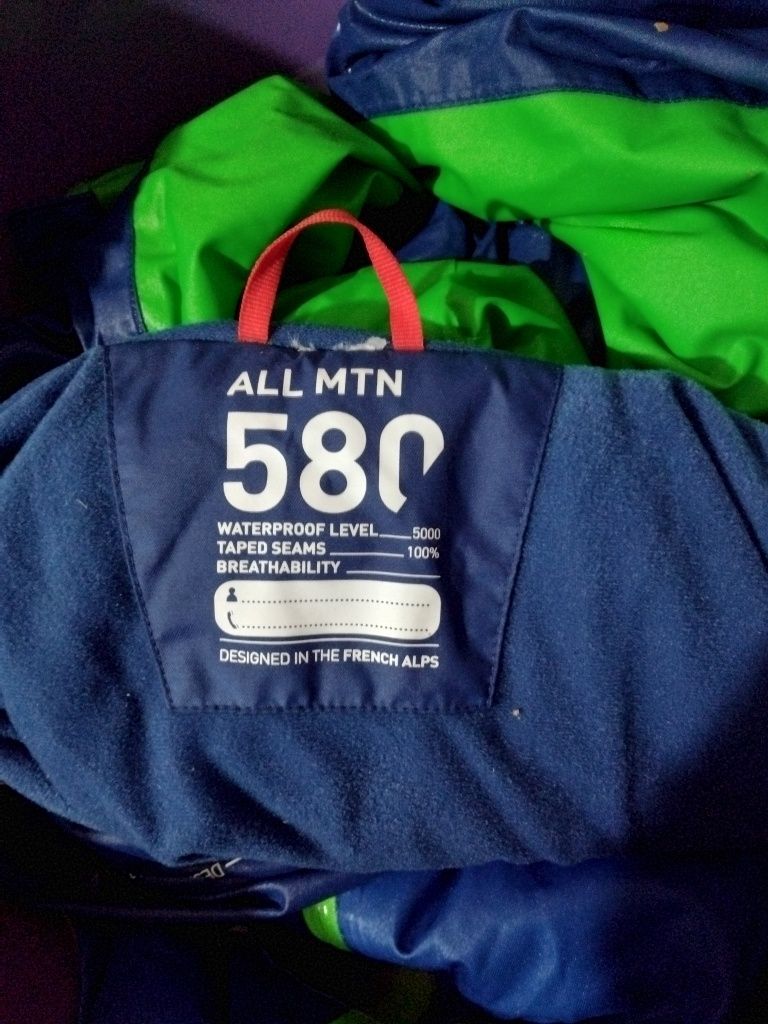 ALL MTN
580
WATERPROOF LEVEL 5000
TAPED SEAMS 100%
BREATHABILITY
DESIGNED IN THE FRENCH ALPS